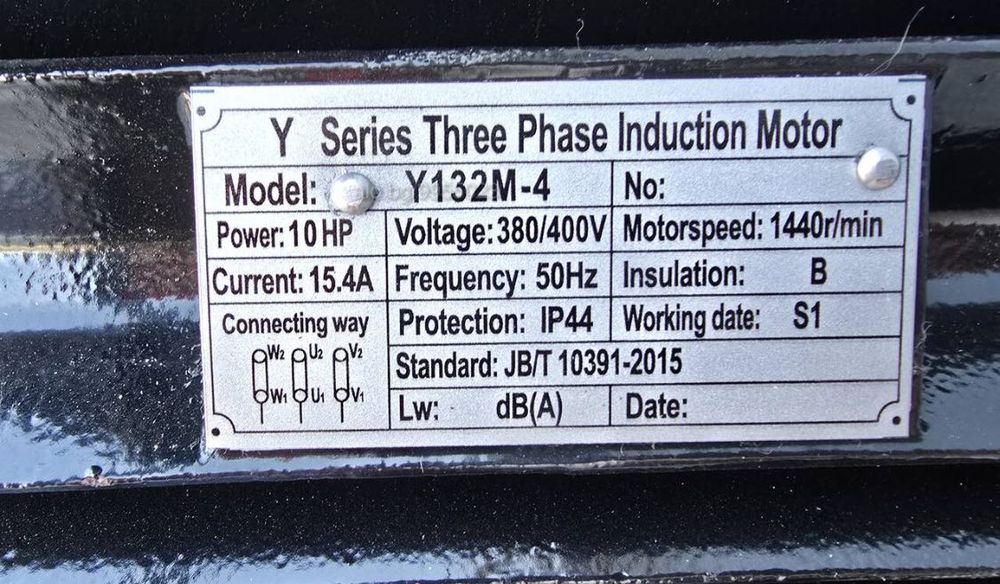 Y Series Three Phase Induction Motor
Model: Y132M-4 No:
Power: 10 HP Voltage: 380/400V Motorspeed: 1440r/min
Current: 15.4A Frequency: 50Hz Insulation: B
Connecting way Protection: IP44 Working date: S1
W2 U2 V2
Standard: JB/T 10391-2015
W1 U1 V1
Lw: dB(A) Date: